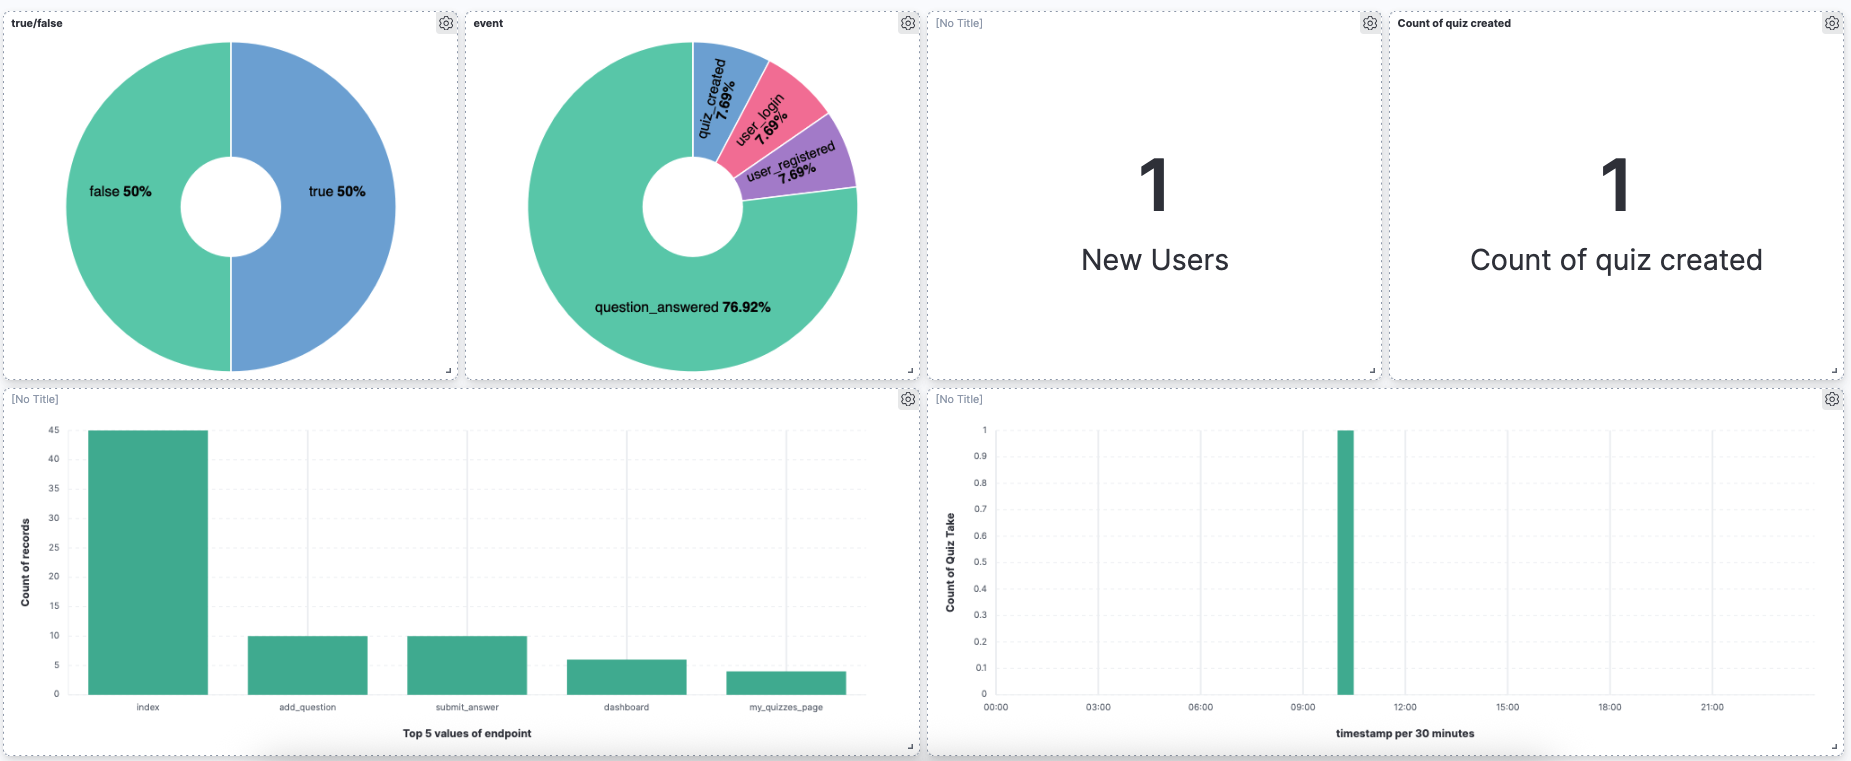 true/false
false 50%
true 50%
event
quiz_created
7.69%
user_login
7.69%
user_registered
7.69%
question_answered 76.92%
[No Title]
1
New Users
Count of quiz created
1
Count of quiz created
[No Title]
Count of records
45
40
35
30
25
20
15
10
5
0
index
add_question
submit_answer
dashboard
my_quizzes_page
Top 5 values of endpoint
[No Title]
Count of Quiz Take
1
0.9
0.8
0.7
0.6
0.5
0.4
0.3
0.2
0.1
0
00:00
03:00
06:00
09:00
12:00
15:00
18:00
21:00
timestamp per 30 minutes